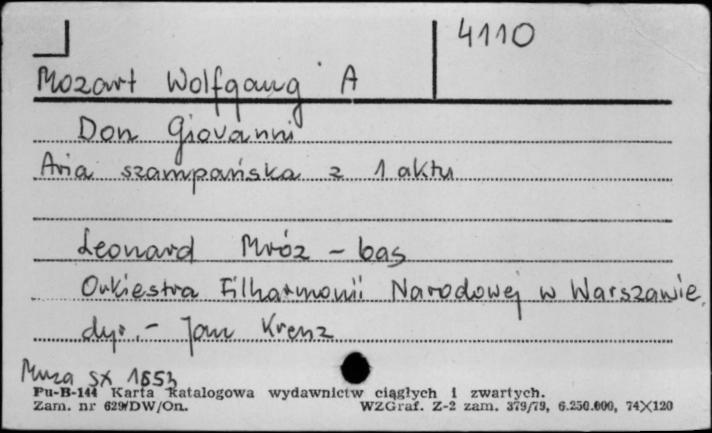 4110
Mozart Wolfgang A
Don Giovanni
Aria szampańska z 1 aktu
Leonard Mróz - bas
Orkiestra Filharmonii Narodowej w Warszawie,
dyr. - Jan Krenz
Muza SX
Pu-B-144 Karta katalogowa wydawnictw ciągłych i zwartych.
Zam. nr 629/DW/On. WZGraf. Z-2 zam. 379/79, 6.250.000, 74×120